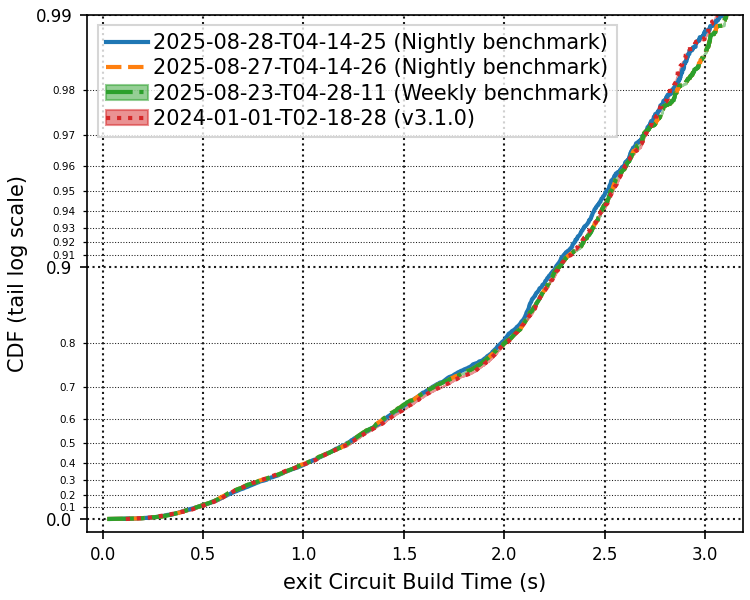 0.99
2025-08-28-T04-14-25 (Nightly benchmark)
2025-08-27-T04-14-26 (Nightly benchmark)
2025-08-23-T04-28-11 (Weekly benchmark)
2024-01-01-T02-18-28 (v3.1.0)
0.98
0.97
0.96
0.95
0.94
0.93
0.92
0.91
0.9
0.8
0.7
0.6
0.5
0.4
0.3
0.2
0.1
0.0
CDF (tail log scale)
0.0 0.5 1.0 1.5 2.0 2.5 3.0
exit Circuit Build Time (s)